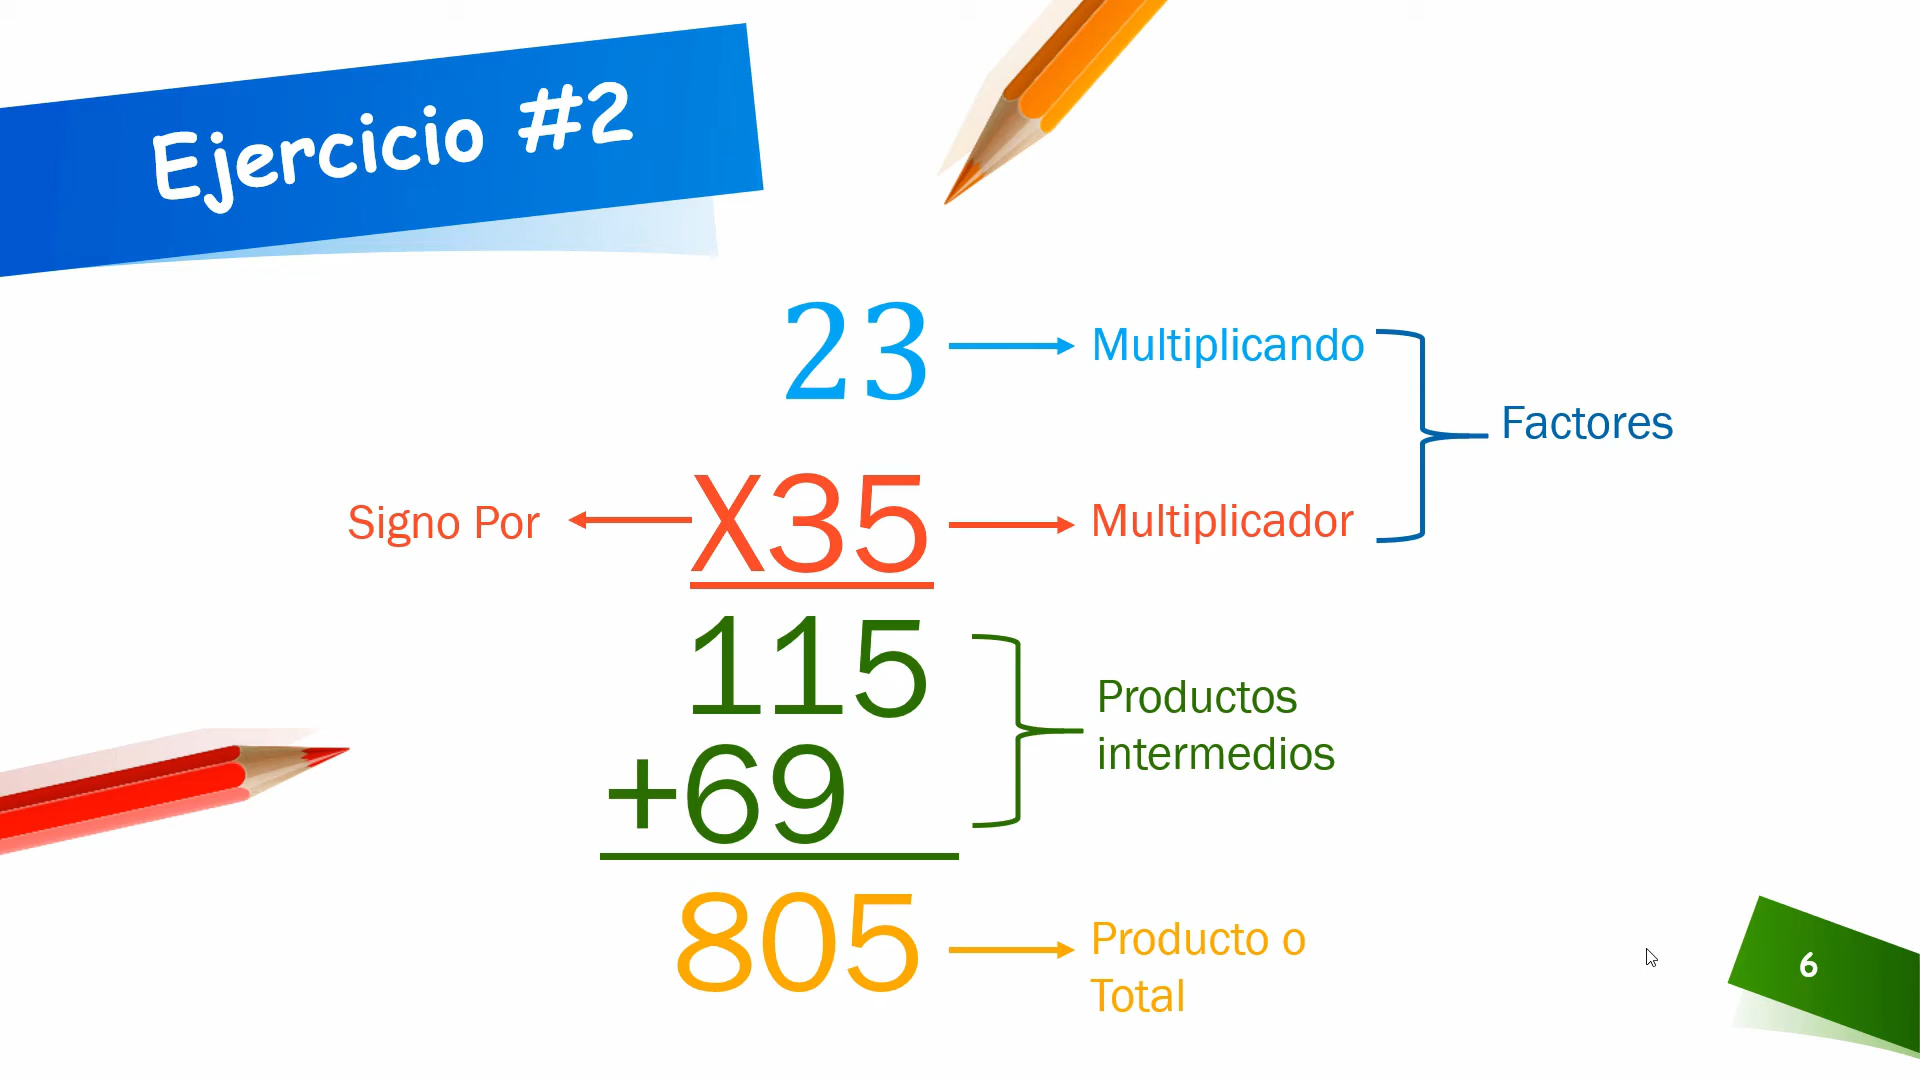 Ejercicio #2
23 Multiplicando
Factores
Signo Por X35 Multiplicador
115
Productos
intermedios
+69
805 Producto o
Total
6